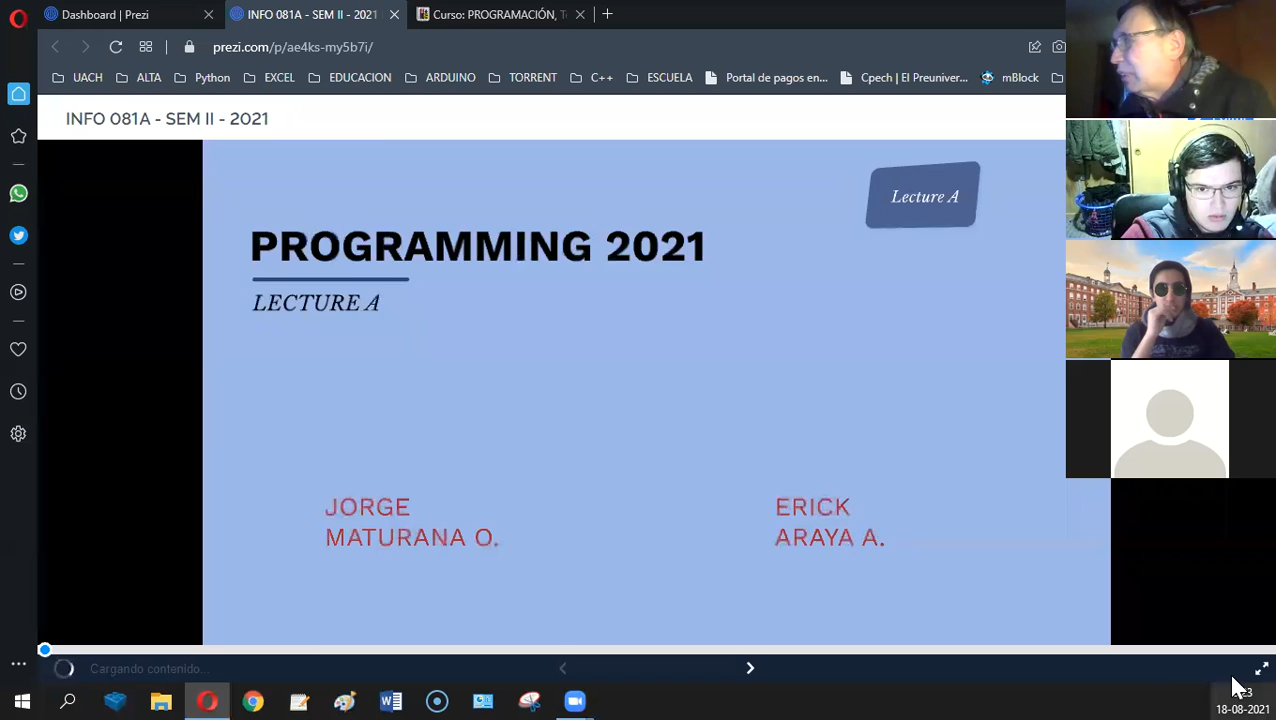 Dashboard | Prezi
INFO 081A - SEM II - 2021
Curso: PROGRAMACIÓN, T
prezi.com/p/ae4ks-my5b7i/
UACH
ALTA
Python
EXCEL
EDUCACION
ARDUINO
TORRENT
C++
ESCUELA
Portal de pagos en...
Cpech | El Preuniver...
mBlock
INFO 081A - SEM II - 2021
Lecture A
PROGRAMMING 2021
LECTURE A
JORGE
MATURANA O.
ERICK
ARAYA A.
Cargando contenido...
18-08-2021